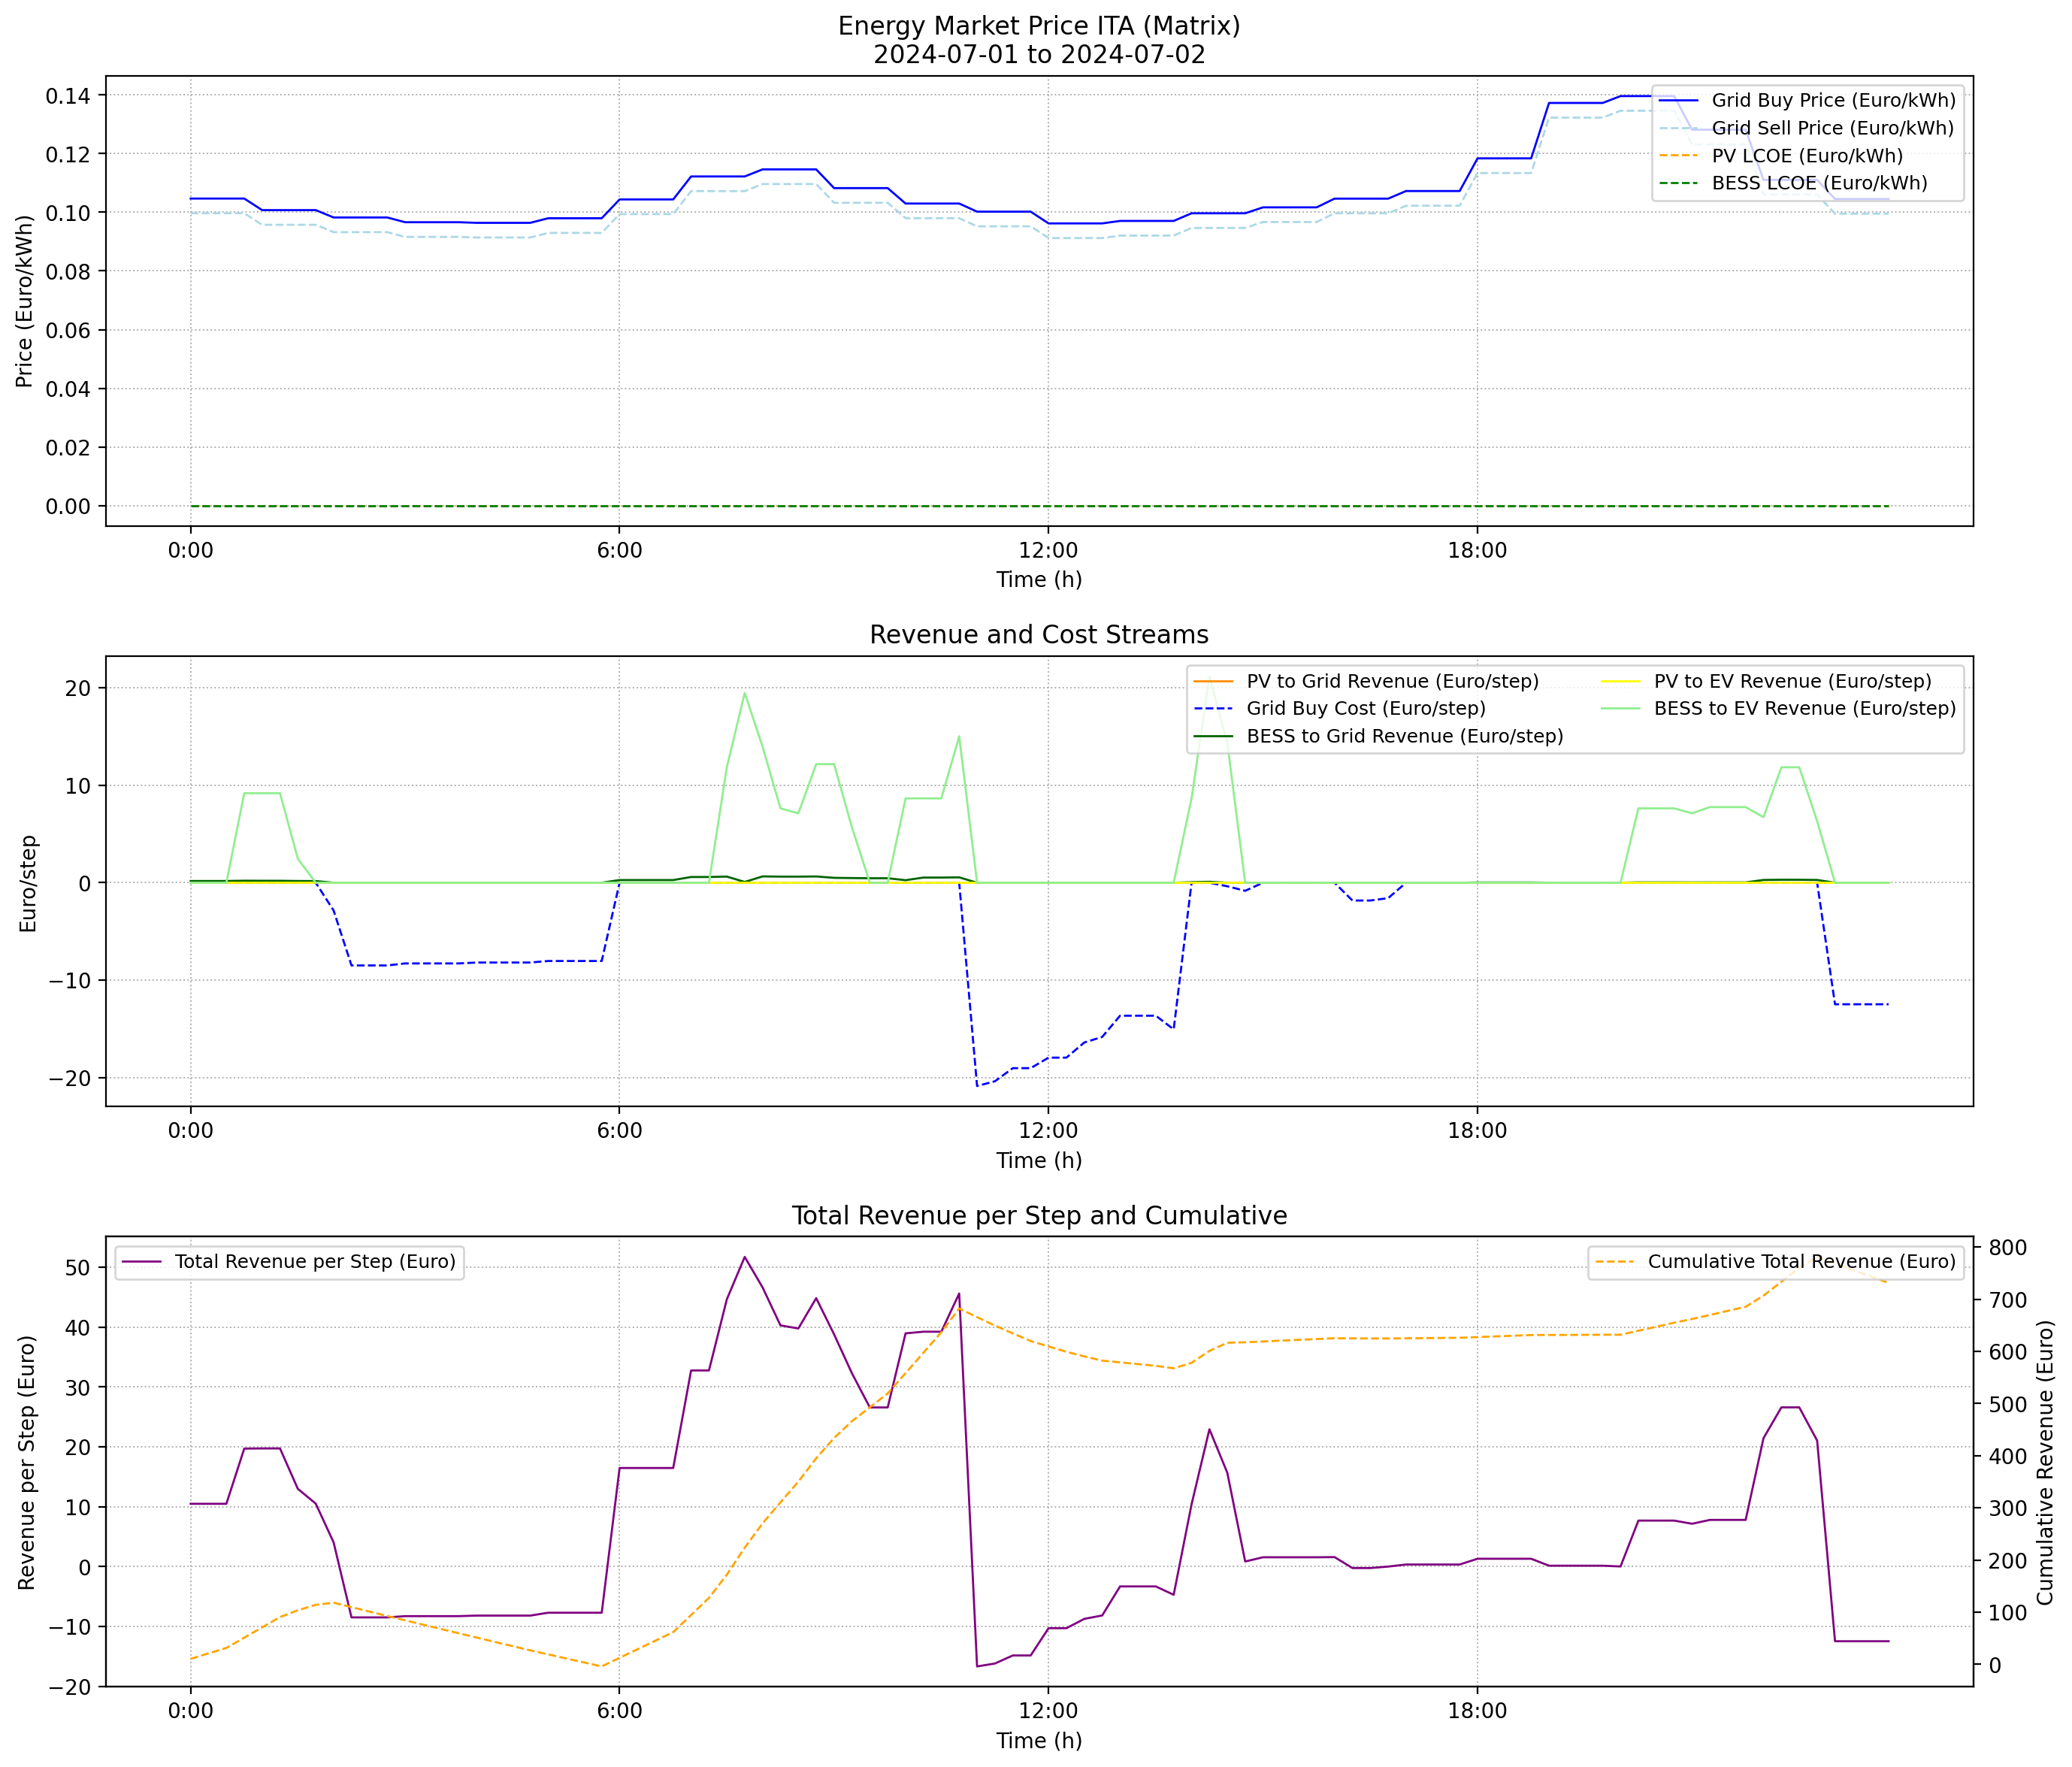 Energy Market Price ITA (Matrix)
2024-07-01 to 2024-07-02
Price (Euro/kWh)
0.14
0.12
0.10
0.08
0.06
0.04
0.02
0.00
Grid Buy Price (Euro/kWh)
Grid Sell Price (Euro/kWh)
PV LCOE (Euro/kWh)
BESS LCOE (Euro/kWh)
0:00 6:00 12:00 18:00
Time (h)
Revenue and Cost Streams
Euro/step
20
10
0
−10
−20
PV to Grid Revenue (Euro/step)
Grid Buy Cost (Euro/step)
BESS to Grid Revenue (Euro/step)
PV to EV Revenue (Euro/step)
BESS to EV Revenue (Euro/step)
0:00 6:00 12:00 18:00
Time (h)
Total Revenue per Step and Cumulative
Revenue per Step (Euro)
50
40
30
20
10
0
−10
−20
Total Revenue per Step (Euro)
Cumulative Total Revenue (Euro)
800
700
600
500
400
300
200
100
0
Cumulative Revenue (Euro)
0:00 6:00 12:00 18:00
Time (h)